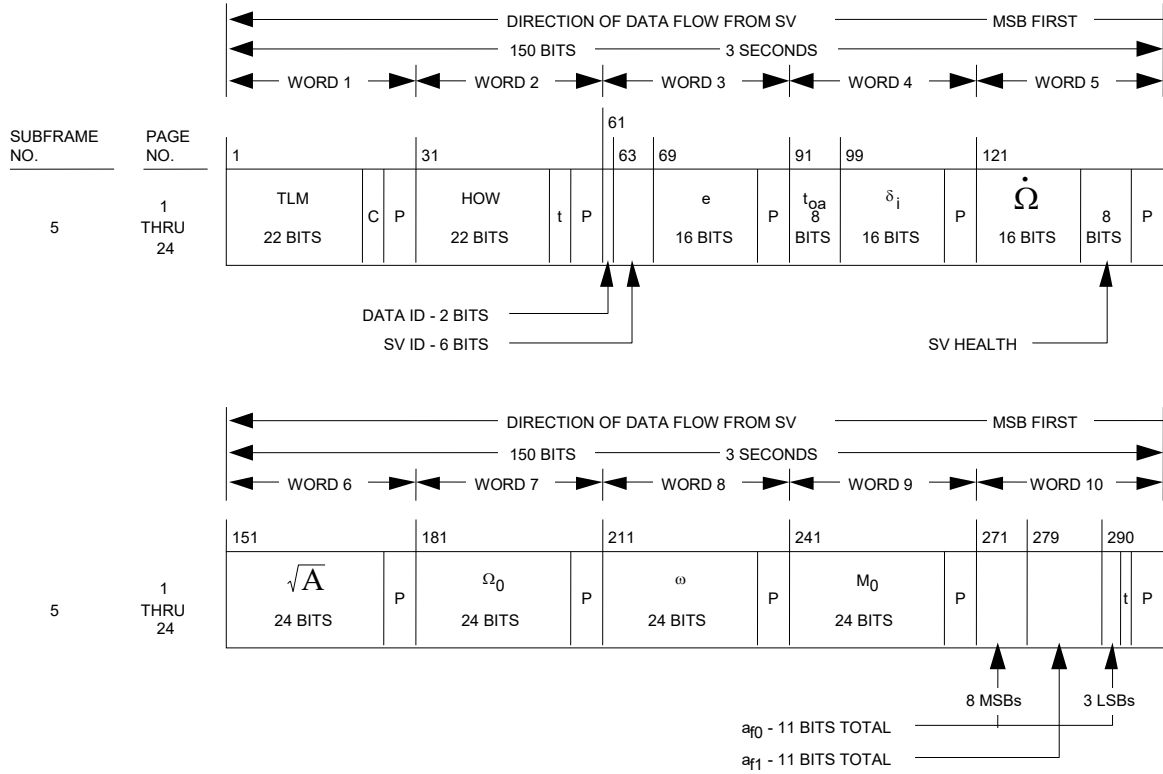 DIRECTION OF DATA FLOW FROM SV MSB FIRST
150 BITS 3 SECONDS
WORD 1 WORD 2 WORD 3 WORD 4 WORD 5
SUBFRAME NO. PAGE NO.
61
1 31 63 69 91 99 121
5 1 THRU 24
TLM 22 BITS C P HOW 22 BITS t P e 16 BITS P toa 8 BITS δi 16 BITS P Ω̇ 16 BITS 8 BITS P
DATA ID - 2 BITS
SV ID - 6 BITS SV HEALTH
DIRECTION OF DATA FLOW FROM SV MSB FIRST
150 BITS 3 SECONDS
WORD 6 WORD 7 WORD 8 WORD 9 WORD 10
151 181 211 241 271 279 290
5 1 THRU 24
√A 24 BITS P Ω0 24 BITS P ω 24 BITS P M0 24 BITS P t P
8 MSBs 3 LSBs
af0 - 11 BITS TOTAL
af1 - 11 BITS TOTAL